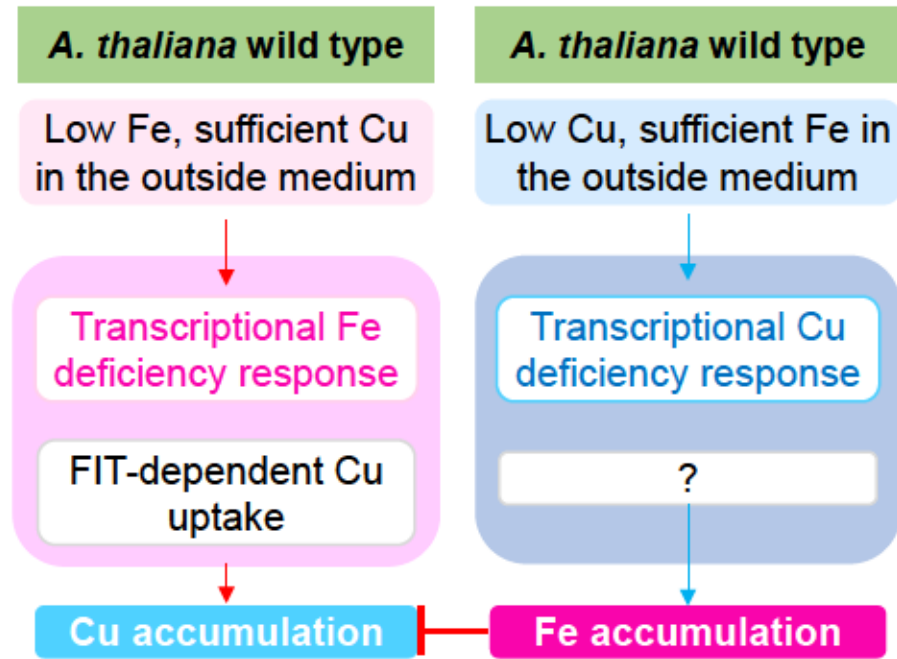 A. thaliana wild type
Low Fe, sufficient Cu
in the outside medium
Transcriptional Fe
deficiency response
FIT-dependent Cu
uptake
Cu accumulation
A. thaliana wild type
Low Cu, sufficient Fe in
the outside medium
Transcriptional Cu
deficiency response
?
Fe accumulation